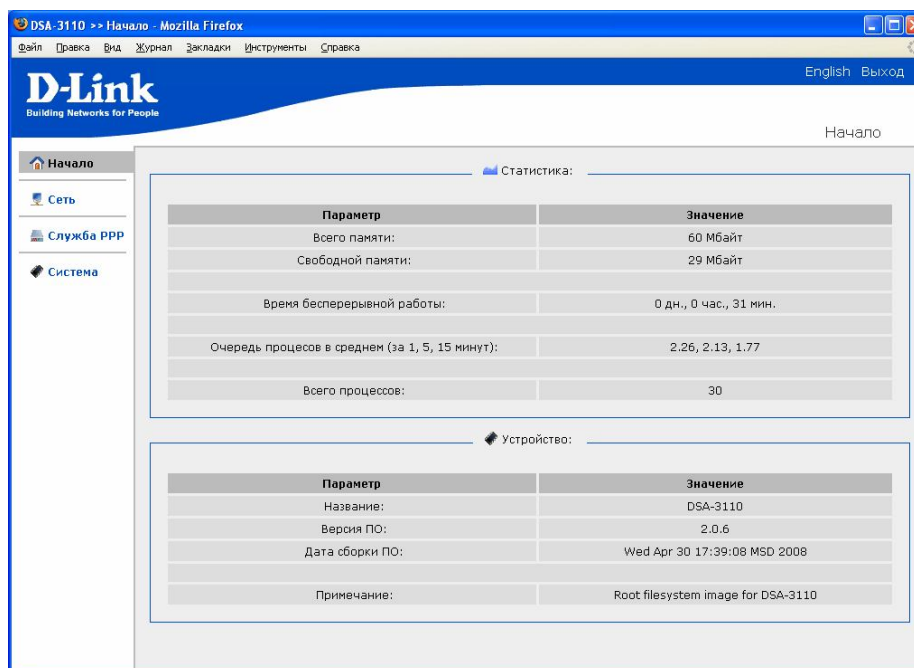 DSA-3110 >> Начало - Mozilla Firefox
Файл Правка Вид Журнал Закладки Инструменты Справка
D-Link
Building Networks for People
English Выход
Начало
Начало
Сеть
Служба PPP
Система
Статистика:
Параметр Значение
Всего памяти: 60 Мбайт
Свободной памяти: 29 Мбайт
Время бесперерывной работы: 0 дн., 0 час., 31 мин.
Очередь процесов в среднем (за 1, 5, 15 минут): 2.26, 2.13, 1.77
Всего процессов: 30
Устройство:
Параметр Значение
Название: DSA-3110
Версия ПО: 2.0.6
Дата сборки ПО: Wed Apr 30 17:39:08 MSD 2008
Примечание: Root filesystem image for DSA-3110